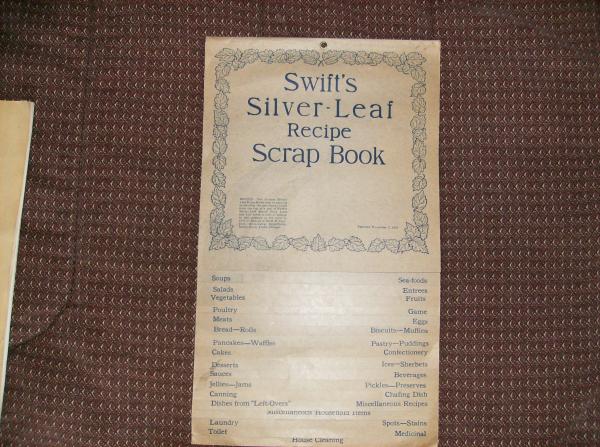 Swift's
Silver-Leaf
Recipe
Scrap Book
Soups Sea-foods
Salads Entrees
Vegetables Fruits
Poultry Game
Meats Eggs
Bread—Rolls Biscuits—Muffins
Pancakes—Waffles Pastry—Puddings
Cakes Confectionery
Desserts Ices—Sherbets
Sauces Beverages
Jellies—Jams Pickles—Preserves
Canning Chafing Dish
Dishes from "Left-Overs" Miscellaneous Recipes
Miscellaneous Household Items
Laundry Spots—Stains
Toilet Medicinal
House Cleaning